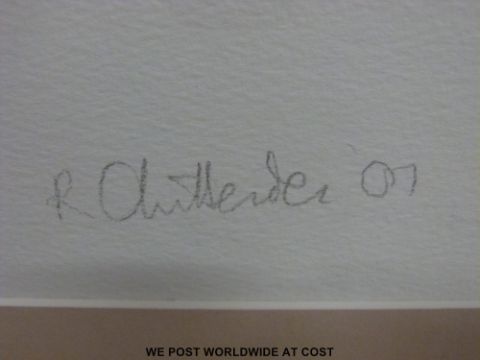 R Chittenden '07
WE POST WORLDWIDE AT COST